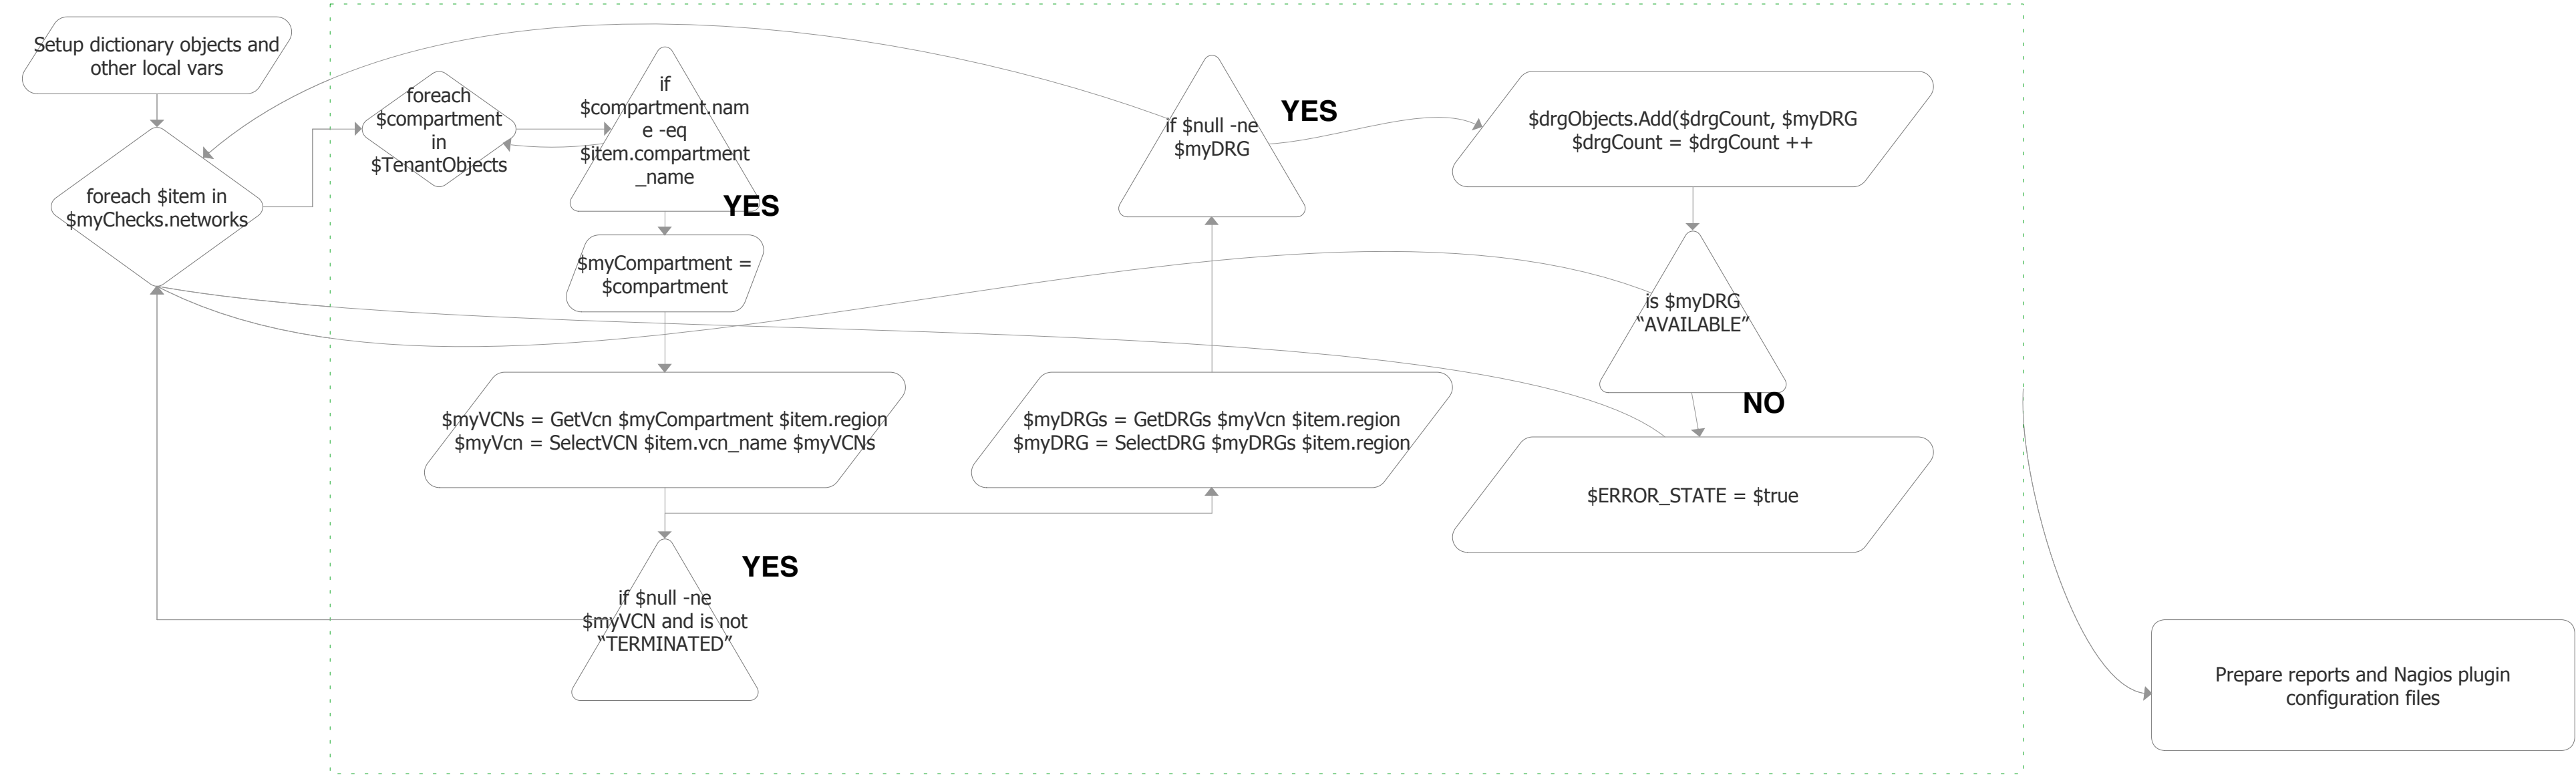 Setup dictionary objects and
other local vars
foreach $item in
$myChecks.networks
foreach
$compartment
in
$TenantObjects
if
$compartment.nam
e -eq
$item.compartment
_name
YES
$myCompartment =
$compartment
$myVCNs = GetVcn $myCompartment $item.region
$myVcn = SelectVCN $item.vcn_name $myVCNs
if $null -ne
$myVCN and is not
“TERMINATED”
YES
$myDRGs = GetDRGs $myVcn $item.region
$myDRG = SelectDRG $myDRGs $item.region
if $null -ne
$myDRG
YES
$drgObjects.Add($drgCount, $myDRG
$drgCount = $drgCount ++
is $myDRG
“AVAILABLE”
NO
$ERROR_STATE = $true
Prepare reports and Nagios plugin
configuration files